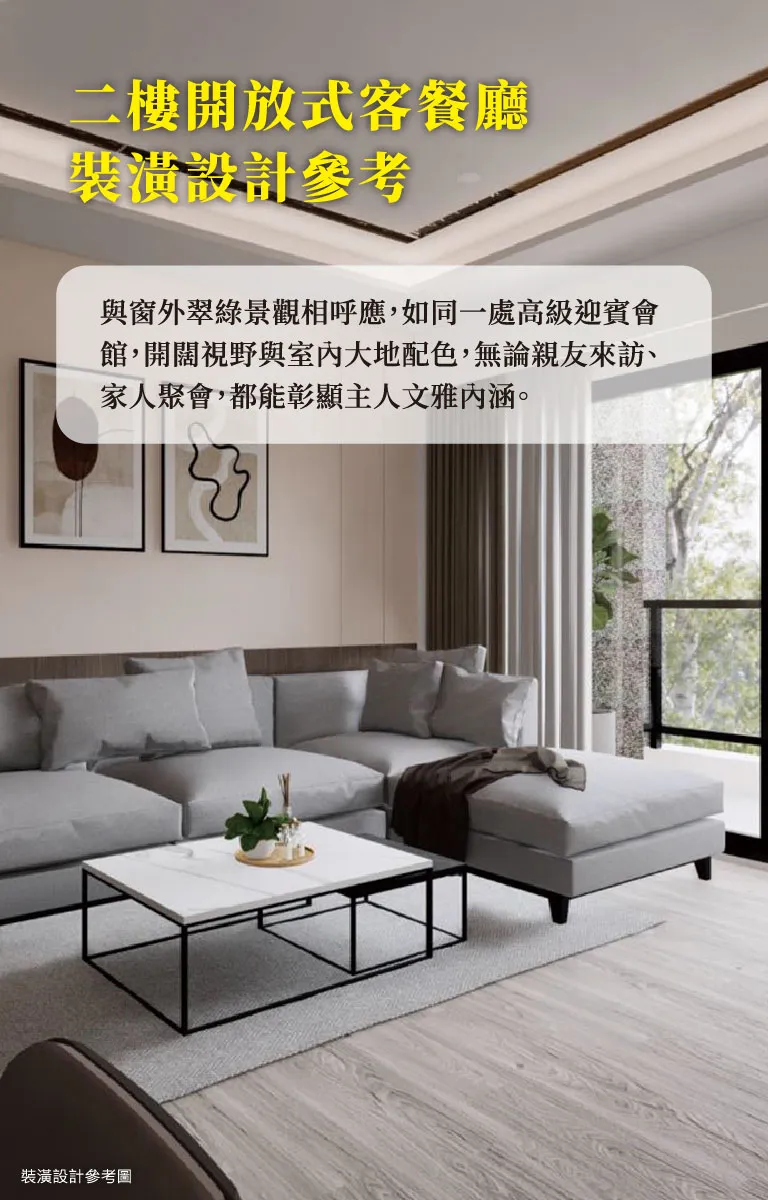 二樓開放式客餐廳
裝潢設計參考
與窗外翠綠景觀相呼應，如同一處高級迎賓會
館，開闊視野與室內大地配色，無論親友來訪、
家人聚會，都能彰顯主人文雅內涵。
裝潢設計參考圖